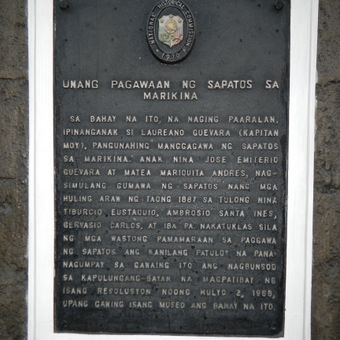 NATIONAL HISTORICAL COMMISSION
UNANG PAGAWAAN NG SAPATOS SA
MARIKINA
SA BAHAY NA ITO, NA NAGING PAARALAN,
IPINANGANAK SI LAUREANO GUEVARA (KAPITAN
MOY), PANGUNAHING MANGGAGAWA NG SAPATOS
SA MARIKINA. ANAK NINA JOSE EMITERIO
GUEVARA AT MATEA MARIQUITA ANDRES, NAG-
SIMULANG GUMAWA NG SAPATOS NANG MGA
HULING ARAW NG TAONG 1887 SA TULONG NINA
TIBURCIO EUSTAQUIO, AMBROSIO SANTA INES,
GERVASIO CARLOS, AT IBA PA. NAKATUKLAS SILA
NG MGA WASTONG PAMAMARAAN SA PAGGAWA
NG SAPATOS. ANG KANILANG PATULOY NA PANA-
NAGUMPAY SA GAWAING ITO ANG NAGBUNSOD
SA KAPULUNGANG-BAYAN NA MAGPATIBAY NG
ISANG RESOLUSYON NOONG HULYO 2, 1968,
UPANG GAWING ISANG MUSEO ANG BAHAY NA ITO.